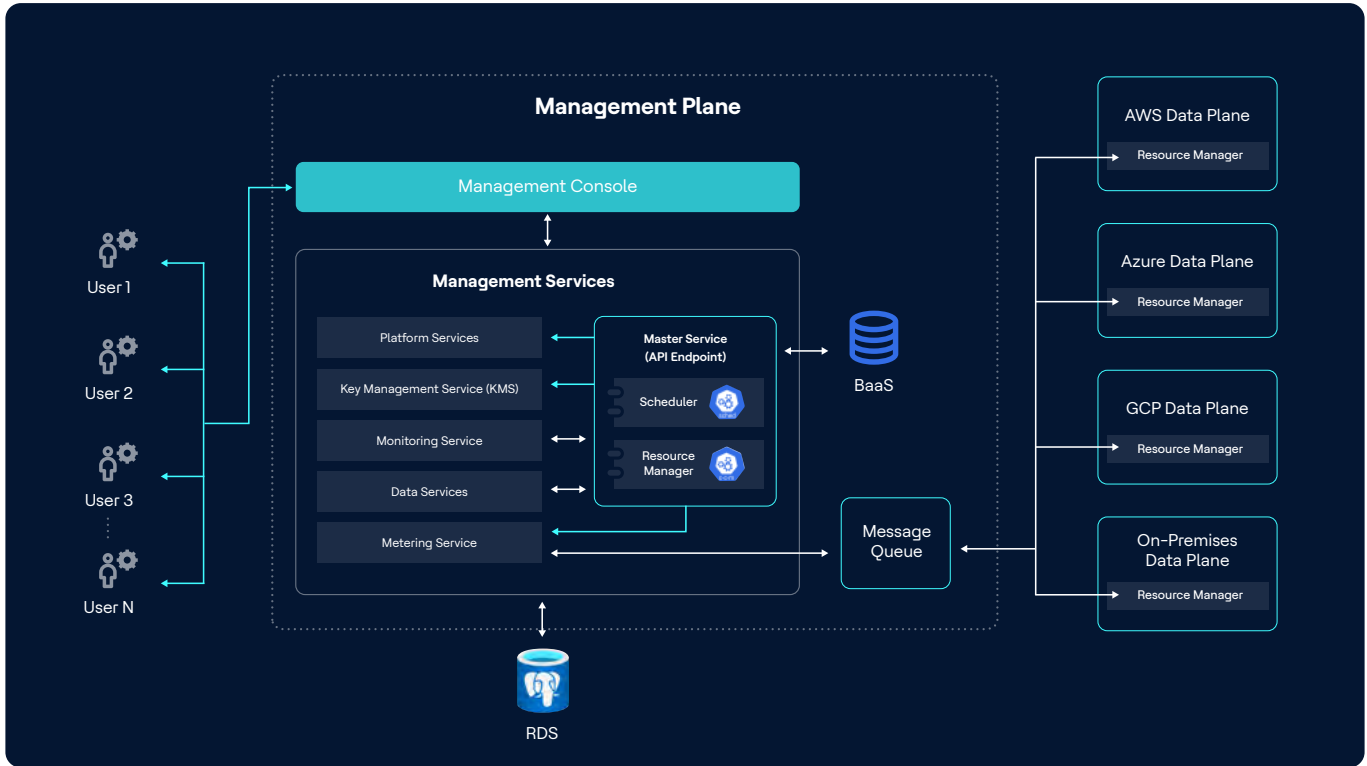 Management Plane
Management Console
Management Services
Platform Services
Key Management Service (KMS)
Monitoring Service
Data Services
Metering Service
Master Service
(API Endpoint)
Scheduler
Resource
Manager
BaaS
Message
Queue
RDS
User 1
User 2
User 3
User N
AWS Data Plane
Resource Manager
Azure Data Plane
Resource Manager
GCP Data Plane
Resource Manager
On-Premises
Data Plane
Resource Manager